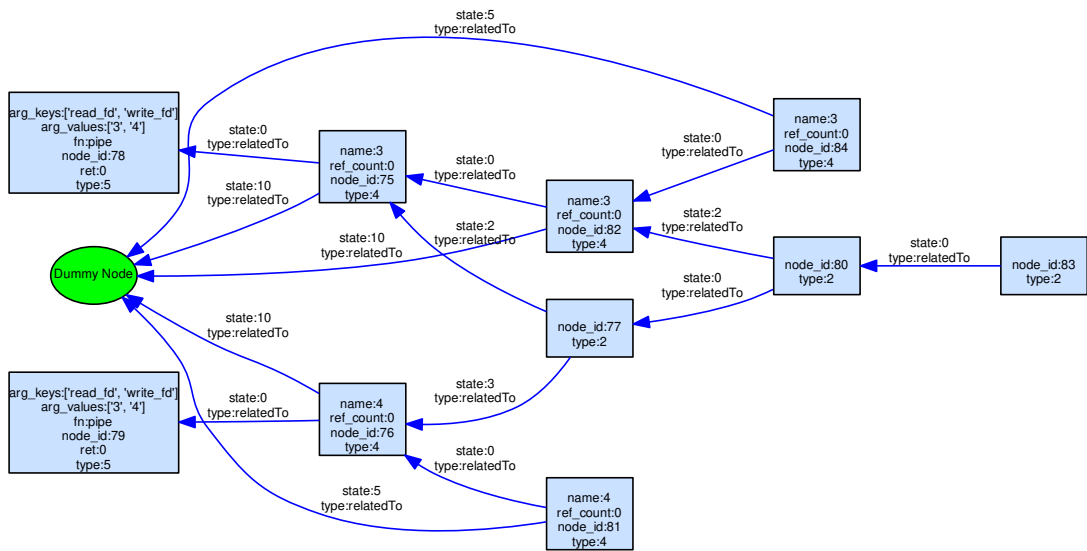 state:5
type:relatedTo
arg_keys:['read_fd', 'write_fd']
arg_values:['3', '4']
fn:pipe
node_id:78
ret:0
type:5
state:0
type:relatedTo
name:3
ref_count:0
node_id:75
type:4
state:0
type:relatedTo
name:3
ref_count:0
node_id:84
type:4
state:0
type:relatedTo
state:10
type:relatedTo
name:3
ref_count:0
node_id:82
type:4
state:2
type:relatedTo
state:10
type:relatedTo
state:2
type:relatedTo
Dummy Node
node_id:80
type:2
state:0
type:relatedTo
node_id:83
type:2
state:0
type:relatedTo
state:10
type:relatedTo
node_id:77
type:2
arg_keys:['read_fd', 'write_fd']
arg_values:['3', '4']
fn:pipe
node_id:79
ret:0
type:5
state:0
type:relatedTo
name:4
ref_count:0
node_id:76
type:4
state:3
type:relatedTo
state:0
type:relatedTo
state:5
type:relatedTo
name:4
ref_count:0
node_id:81
type:4